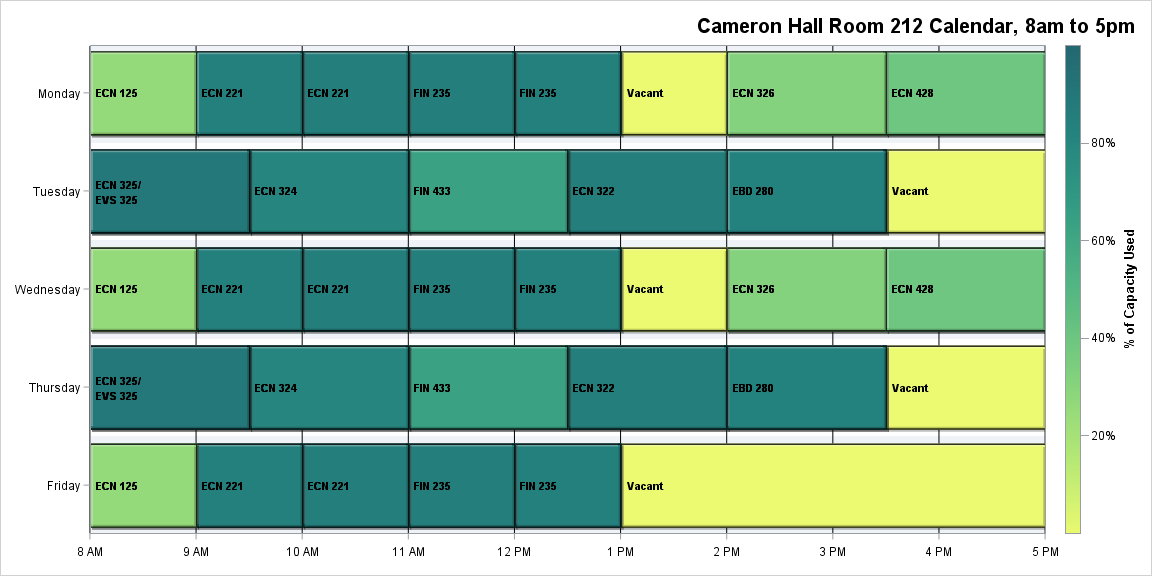 Cameron Hall Room 212 Calendar, 8am to 5pm
Monday
ECN 125
ECN 221
ECN 221
FIN 235
FIN 235
Vacant
ECN 326
ECN 428
Tuesday
ECN 325/
EVS 325
ECN 324
FIN 433
ECN 322
EBD 280
Vacant
Wednesday
ECN 125
ECN 221
ECN 221
FIN 235
FIN 235
Vacant
ECN 326
ECN 428
Thursday
ECN 325/
EVS 325
ECN 324
FIN 433
ECN 322
EBD 280
Vacant
Friday
ECN 125
ECN 221
ECN 221
FIN 235
FIN 235
Vacant
8 AM
9 AM
10 AM
11 AM
12 PM
1 PM
2 PM
3 PM
4 PM
5 PM
80%
60%
40%
20%
% of Capacity Used